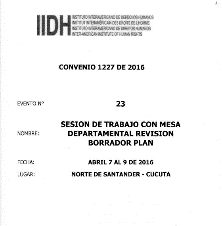 IIDH
INSTITUTO INTERAMERICANO DE DERECHOS HUMANOS
INSTITUT INTERAMÉRICAIN DES DROITS DE L'HOMME
INSTITUTO INTERAMERICANO DE DIREITOS HUMANOS
INTER-AMERICAN INSTITUTE OF HUMAN RIGHTS
CONVENIO 1227 DE 2016
EVENTO Nº 23
SESION DE TRABAJO CON MESA
NOMBRE: DEPARTAMENTAL REVISION
BORRADOR PLAN
FECHA: ABRIL 7 AL 9 DE 2016
LUGAR: NORTE DE SANTANDER - CUCUTA